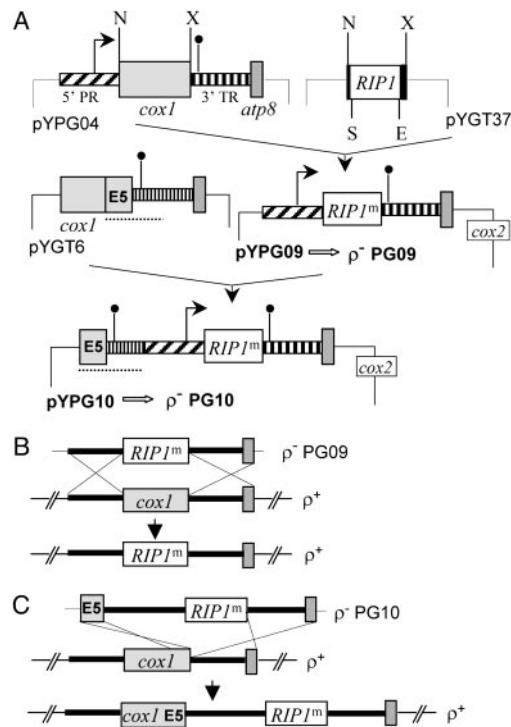 A
N X N X
5' PR cox1 3' TR atp8 RIP1
pYPG04 S E pYGT37
E5
cox1 RIP1ᵐ
pYGT6 cox2
pYPG09 ⇒ ρ⁻ PG09
E5 RIP1ᵐ
cox2
pYPG10 ⇒ ρ⁻ PG10
B
RIP1ᵐ ρ⁻ PG09
cox1 ρ⁺
RIP1ᵐ ρ⁺
C
E5 RIP1ᵐ ρ⁻ PG10
cox1 ρ⁺
cox1 E5 RIP1ᵐ ρ⁺